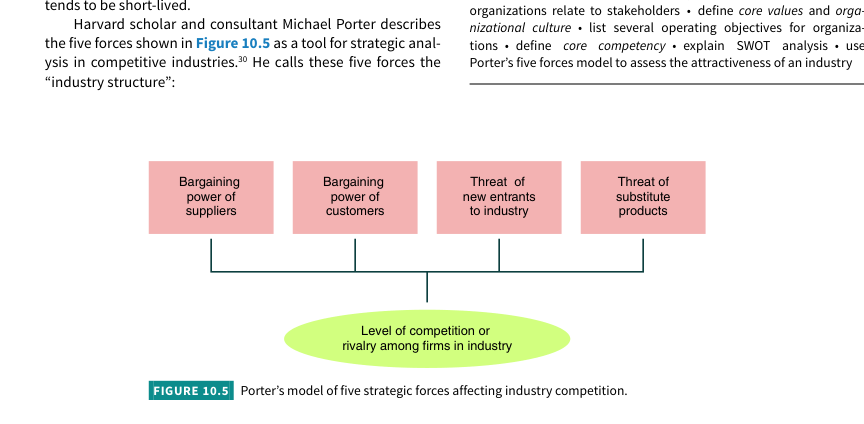 tends to be short-lived.
Harvard scholar and consultant Michael Porter describes
the five forces shown in Figure 10.5 as a tool for strategic anal-
ysis in competitive industries.30 He calls these five forces the
“industry structure”:
organizations relate to stakeholders • define core values and orga-
nizational culture • list several operating objectives for organiza-
tions • define core competency • explain SWOT analysis • use
Porter’s five forces model to assess the attractiveness of an industry
Bargaining
power of
suppliers
Bargaining
power of
customers
Threat of
new entrants
to industry
Threat of
substitute
products
Level of competition or
rivalry among firms in industry
FIGURE 10.5 Porter’s model of five strategic forces affecting industry competition.